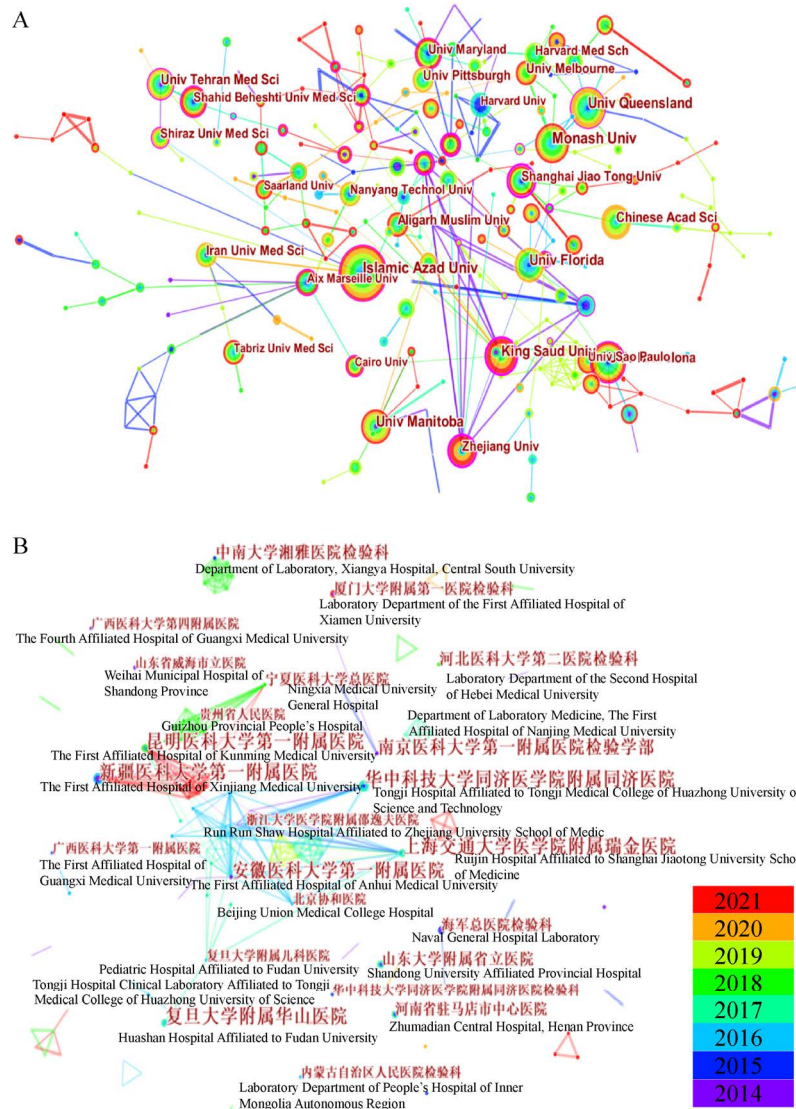 A
Univ Maryland
Harvard Med Sch
Univ Tehran Med Sci
Univ Pittsburgh
Univ Melbourne
Shahid Beheshti Univ Med Sci
Harvard Univ
Univ Queensland
Shiraz Univ Med Sci
Monash Univ
Saarland Univ
Nanyang Technol Univ
Shanghai Jiao Tong Univ
Aligarh Muslim Univ
Chinese Acad Sci
Iran Univ Med Sci
Islamic Azad Univ
Univ Florida
Aix Marseille Univ
Tabriz Univ Med Sci
Cairo Univ
King Saud Univ
Univ Sao Paulo
Univ Manitoba
Zhejiang Univ
B
中南大学湘雅医院检验科
Department of Laboratory, Xiangya Hospital, Central South University
厦门大学附属第一医院检验科
Laboratory Department of the First Affiliated Hospital of
Xiamen University
广西医科大学第四附属医院
The Fourth Affiliated Hospital of Guangxi Medical University
山东省威海市立医院
Weihai Municipal Hospital of
Shandong Province
宁夏医科大学总医院
Ningxia Medical University
General Hospital
河北医科大学第二医院检验科
Laboratory Department of the Second Hospital
of Hebei Medical University
贵州省人民医院
Guizhou Provincial People's Hospital
Department of Laboratory Medicine, The First
Affiliated Hospital of Nanjing Medical University
昆明医科大学第一附属医院
The First Affiliated Hospital of Kunming Medical University
南京医科大学第一附属医院检验学部
新疆医科大学第一附属医院
The First Affiliated Hospital of Xinjiang Medical University
华中科技大学同济医学院附属同济医院
Tongji Hospital Affiliated to Tongji Medical College of Huazhong University o
Science and Technology
浙江大学医学院附属邵逸夫医院
Run Run Shaw Hospital Affiliated to Zhejiang University School of Medic
广西医科大学第一附属医院
The First Affiliated Hospital of
Guangxi Medical University
上海交通大学医学院附属瑞金医院
Ruijin Hospital Affiliated to Shanghai Jiaotong University Scho
of Medicine
安徽医科大学第一附属医院
The First Affiliated Hospital of Anhui Medical University
北京协和医院
Beijing Union Medical College Hospital
海军总医院检验科
Naval General Hospital Laboratory
复旦大学附属儿科医院
Pediatric Hospital Affiliated to Fudan University
山东大学附属省立医院
Shandong University Affiliated Provincial Hospital
Tongji Hospital Clinical Laboratory Affiliated to Tongji
Medical College of Huazhong University of Science
华中科技大学同济医学院附属同济医院检验科
复旦大学附属华山医院
Huashan Hospital Affiliated to Fudan University
河南省驻马店市中心医院
Zhumadian Central Hospital, Henan Province
内蒙古自治区人民医院检验科
Laboratory Department of People's Hospital of Inner
Mongolia Autonomous Region
2021
2020
2019
2018
2017
2016
2015
2014